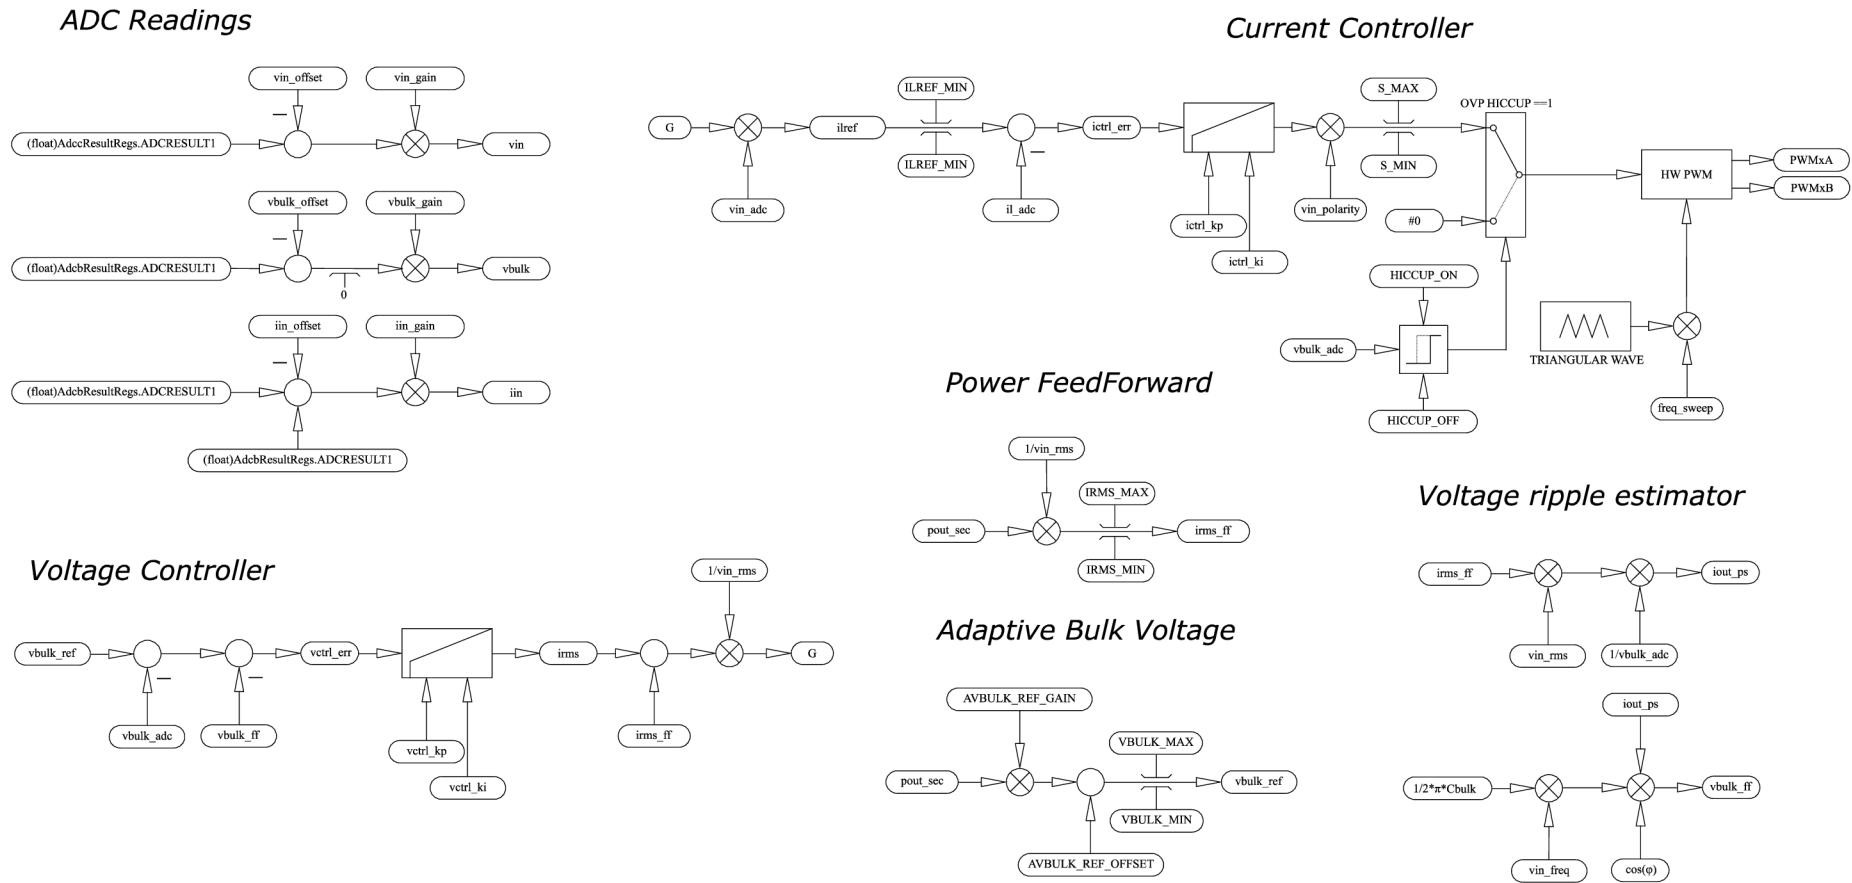 ADC Readings
vin_offset
vin_gain
(float)AdccResultRegs.ADCRESULT1
vin
vbulk_offset
vbulk_gain
(float)AdcbResultRegs.ADCRESULT1
vbulk
0
iin_offset
iin_gain
(float)AdcbResultRegs.ADCRESULT1
iin
(float)AdcbResultRegs.ADCRESULT1
Current Controller
ILREF_MIN
S_MAX
OVP HICCUP ==1
G
ilref
ictrl_err
ILREF_MIN
S_MIN
HW PWM
PWMxA
PWMxB
vin_adc
il_adc
vin_polarity
ictrl_kp
#0
ictrl_ki
HICCUP_ON
vbulk_adc
TRIANGULAR WAVE
HICCUP_OFF
freq_sweep
Power FeedForward
1/vin_rms
IRMS_MAX
pout_sec
irms_ff
IRMS_MIN
Voltage Controller
1/vin_rms
vbulk_ref
vctrl_err
irms
G
vbulk_adc
vbulk_ff
irms_ff
vctrl_kp
vctrl_ki
Adaptive Bulk Voltage
AVBULK_REF_GAIN
VBULK_MAX
pout_sec
vbulk_ref
VBULK_MIN
AVBULK_REF_OFFSET
Voltage ripple estimator
irms_ff
iout_ps
vin_rms
1/vbulk_adc
iout_ps
1/2*π*Cbulk
vbulk_ff
vin_freq
cos(φ)